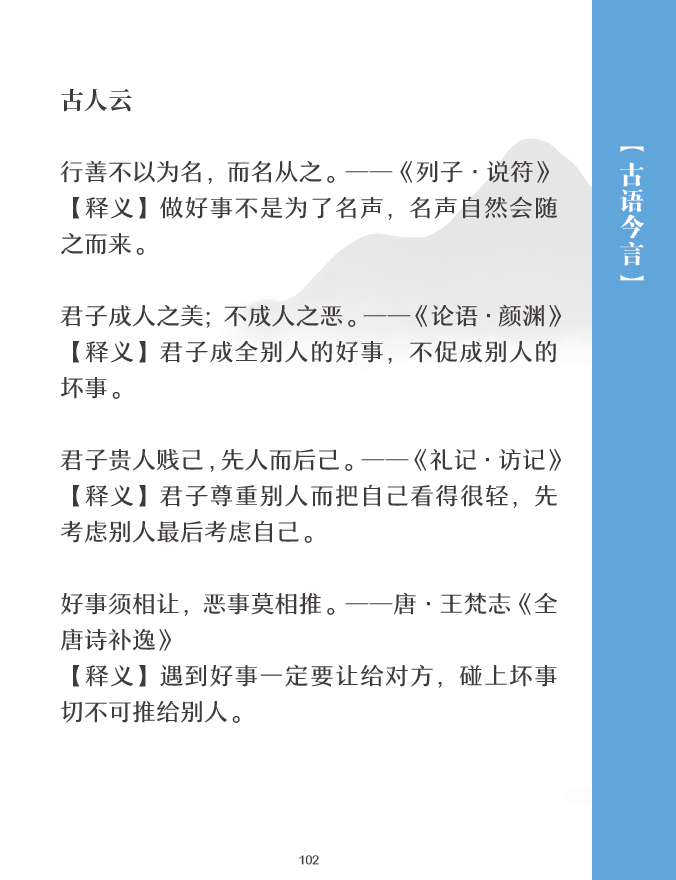 古人云
行善不以为名，而名从之。——《列子·说符》
【释义】做好事不是为了名声，名声自然会随
之而来。
君子成人之美；不成人之恶。——《论语·颜渊》
【释义】君子成全别人的好事，不促成别人的
坏事。
君子贵人贱己,先人而后己。——《礼记·访记》
【释义】君子尊重别人而把自己看得很轻，先
考虑别人最后考虑自己。
好事须相让，恶事莫相推。——唐·王梵志《全
唐诗补逸》
【释义】遇到好事一定要让给对方，碰上坏事
切不可推给别人。
【古语今言】
102